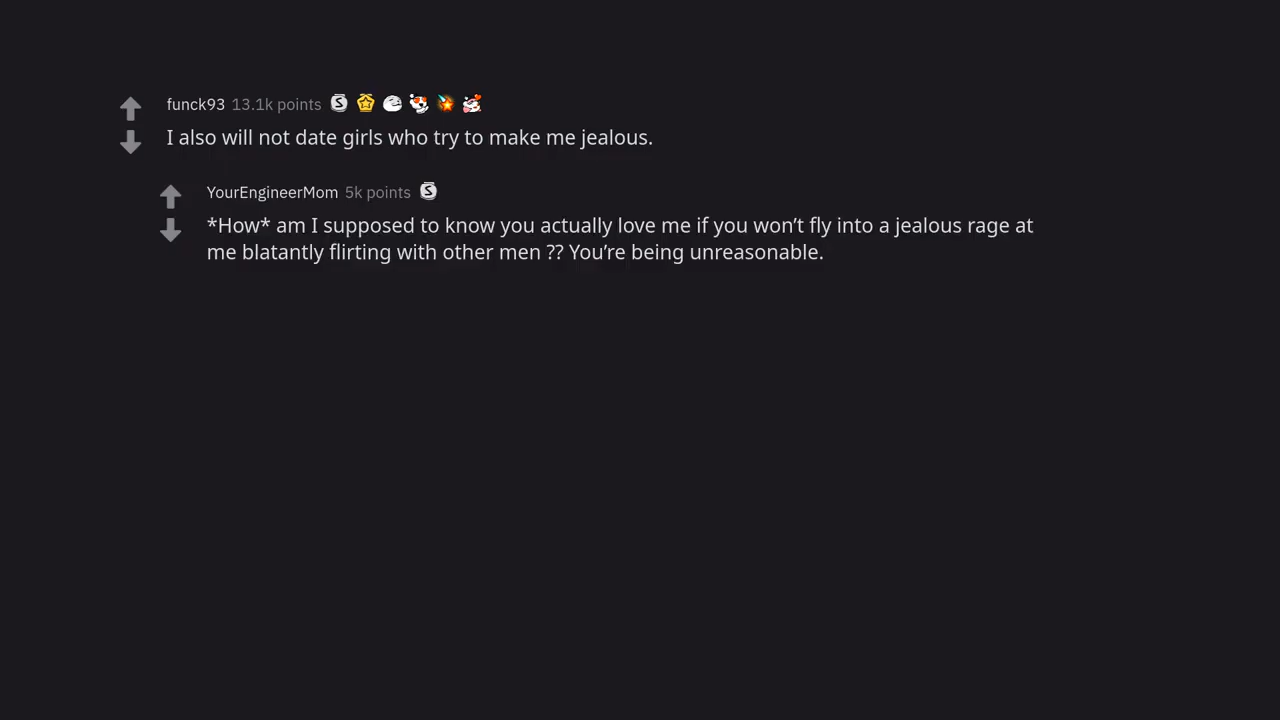 funck93 13.1k points
I also will not date girls who try to make me jealous.
YourEngineerMom 5k points
*How* am I supposed to know you actually love me if you won’t fly into a jealous rage at
me blatantly flirting with other men ?? You’re being unreasonable.